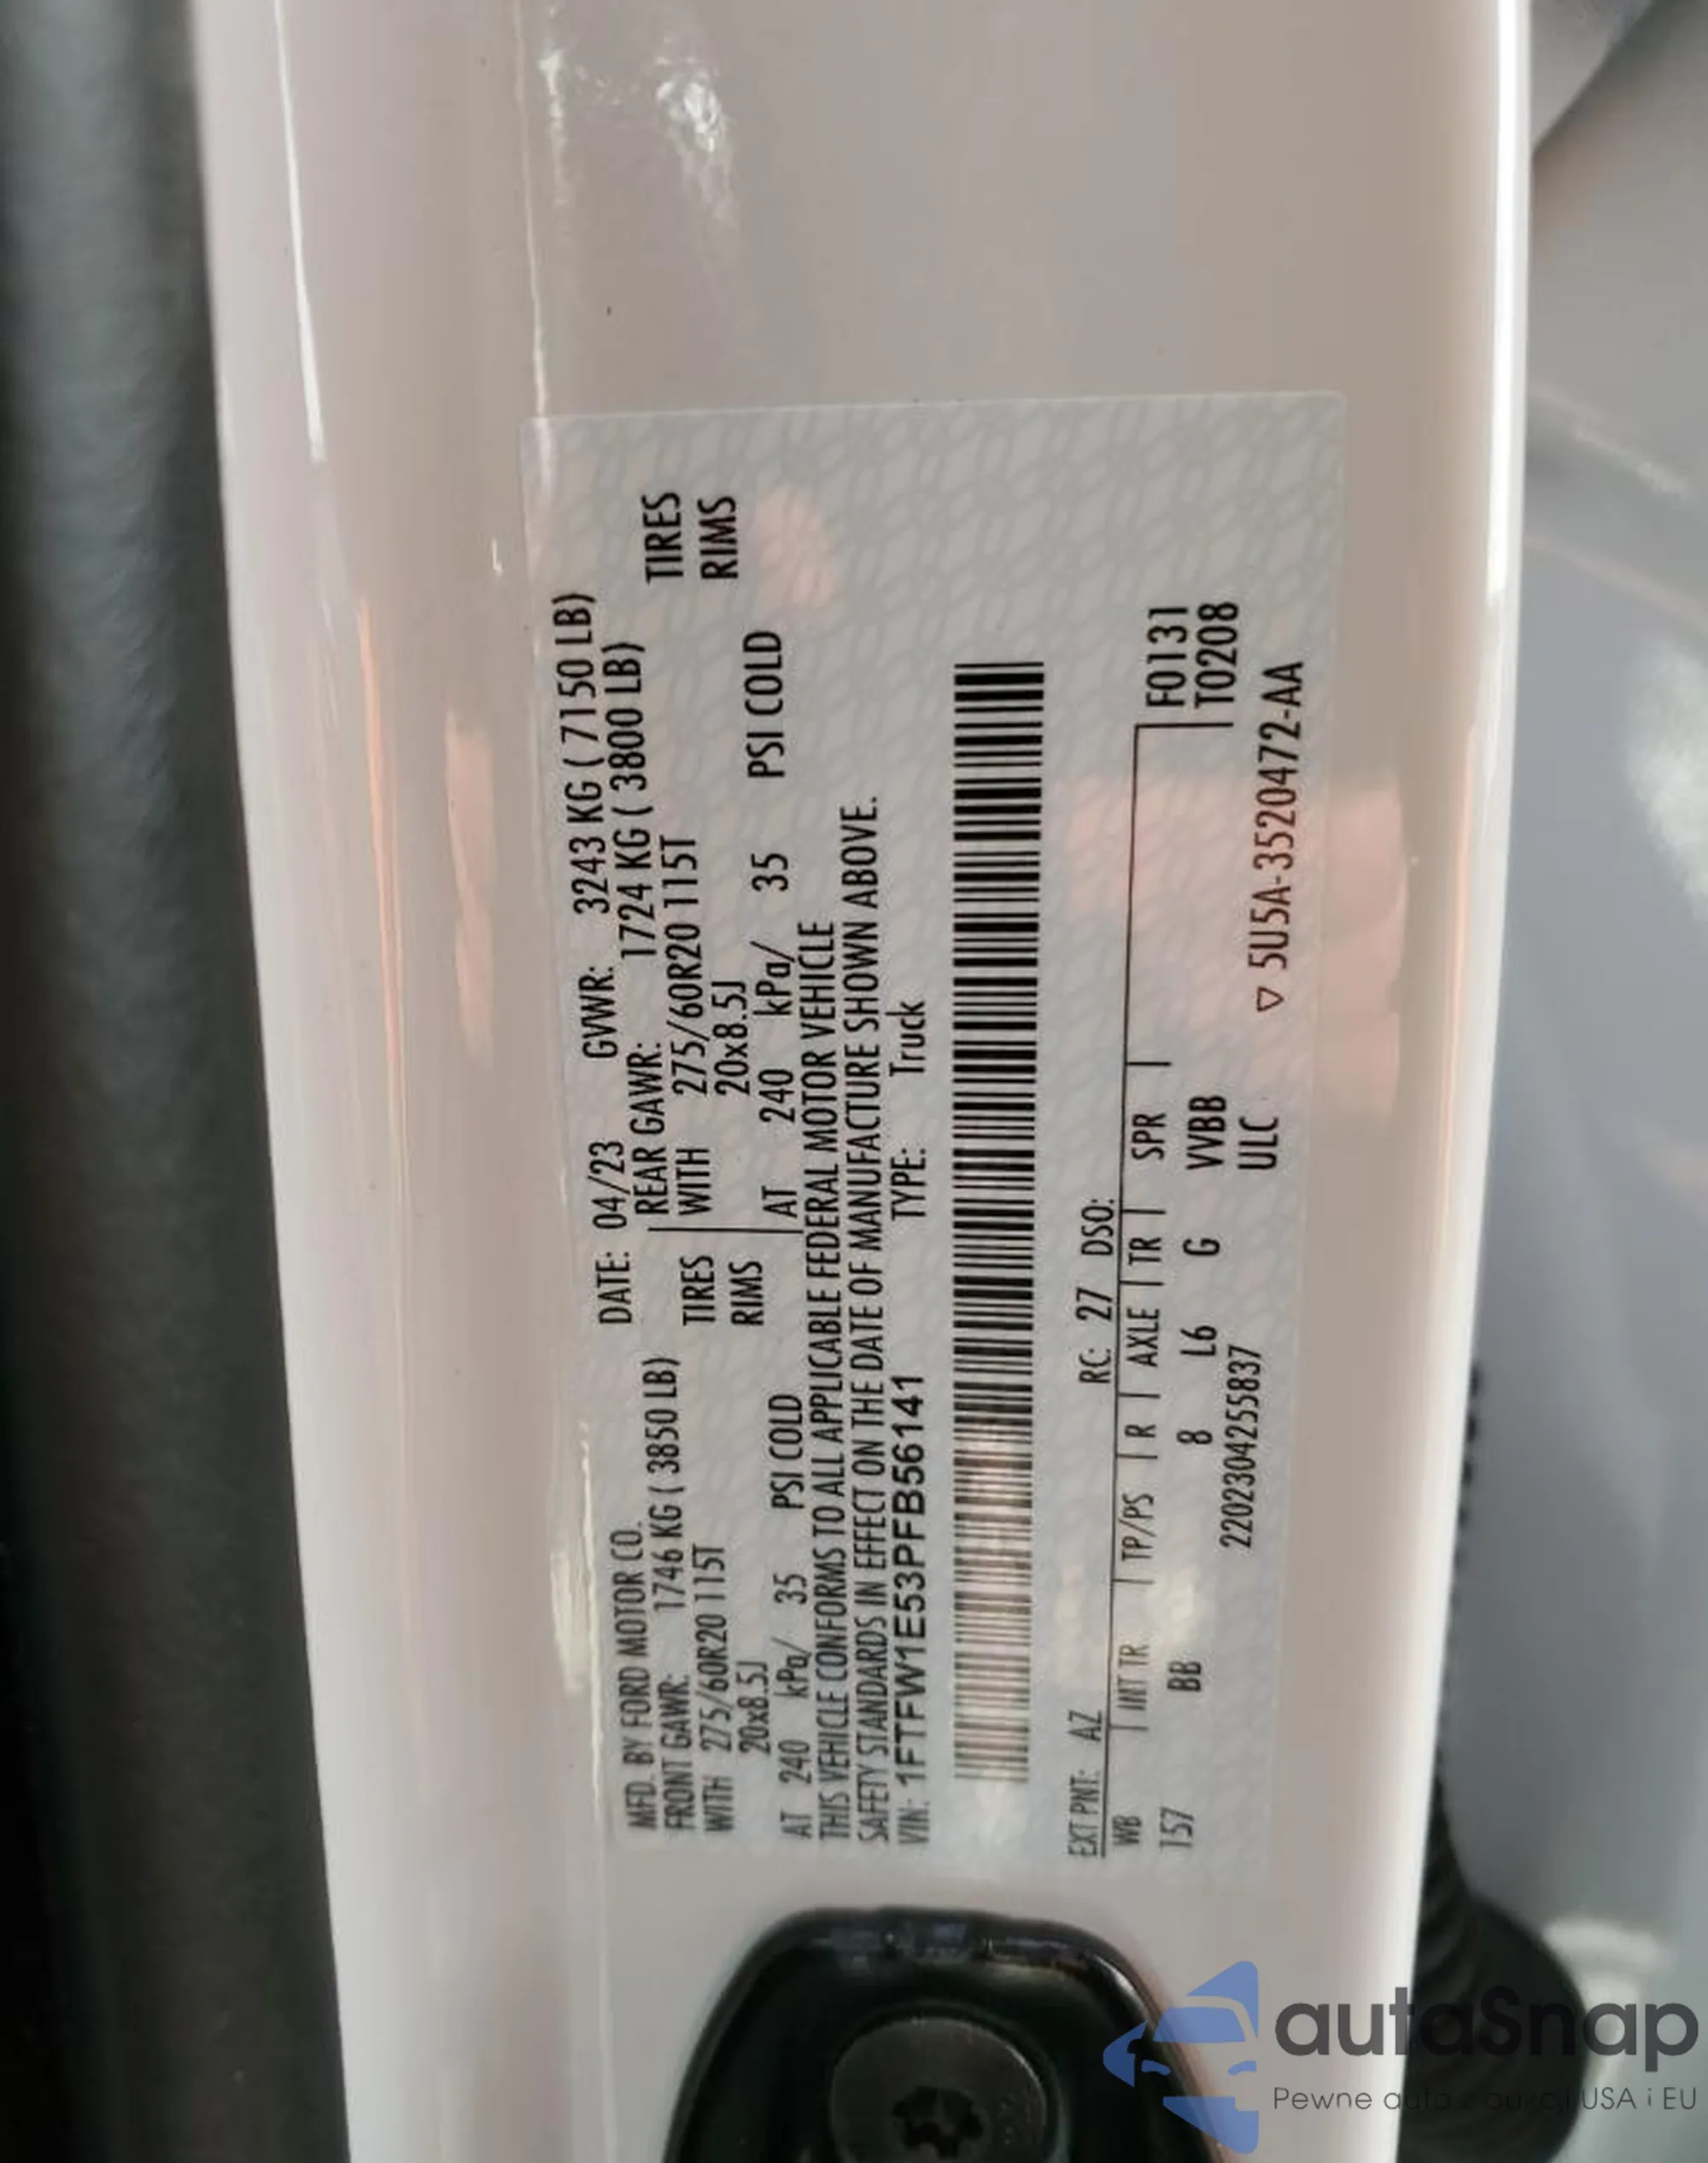 MFD. BY FORD MOTOR CO.
DATE: 04/23 GVWR: 3243 KG ( 7150 LB)
FRONT GAWR: 1746 KG ( 3850 LB) REAR GAWR: 1724 KG ( 3800 LB)
WITH 275/60R20 115T TIRES WITH 275/60R20 115T TIRES
20x8.5J RIMS 20x8.5J RIMS
AT 240 kPa/ 35 PSI COLD AT 240 kPa/ 35 PSI COLD
THIS VEHICLE CONFORMS TO ALL APPLICABLE FEDERAL MOTOR VEHICLE
SAFETY STANDARDS IN EFFECT ON THE DATE OF MANUFACTURE SHOWN ABOVE.
VIN: 1FTFW1E53PFB56141 TYPE: Truck
EXT PNT: AZ RC: 27 DSO:
WB | INT TR | TP/PS | R | AXLE | TR | SPR | F0131
157 BB 8 L6 G VVBB T0208
2202304255837 ULC ▽ 5U5A-3520472-AA
autaSnap
Pewne auta z aukcji USA i EU